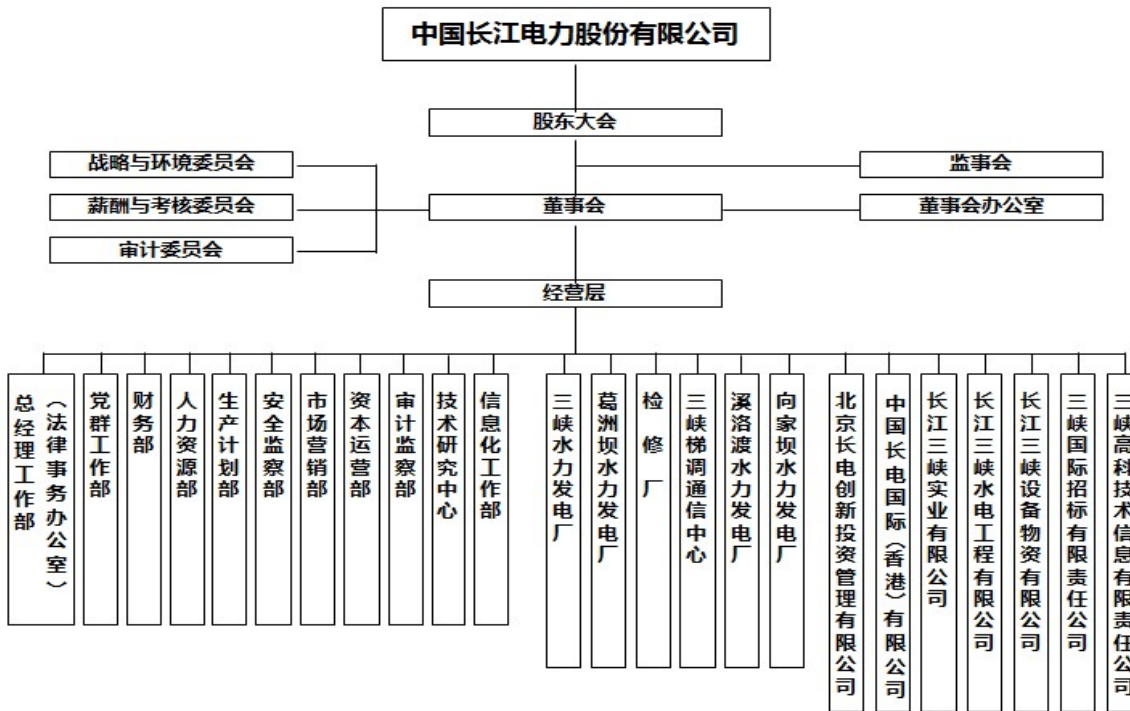 中国长江电力股份有限公司
股东大会
战略与环境委员会
监事会
薪酬与考核委员会
董事会
董事会办公室
审计委员会
经营层
总经理工作部
（法律事务办公室）
党群工作部
财务部
人力资源部
生产计划部
安全监察部
市场营销部
资本运营部
审计监察部
技术研究中心
信息化工作部
三峡水力发电厂
葛洲坝水力发电厂
检修厂
三峡梯调通信中心
溪洛渡水力发电厂
向家坝水力发电厂
北京长电创新投资管理有限公司
中国长电国际（香港）有限公司
长江三峡实业有限公司
长江三峡水电工程有限公司
长江三峡设备物资有限公司
三峡国际招标有限责任公司
三峡高科技术信息有限责任公司